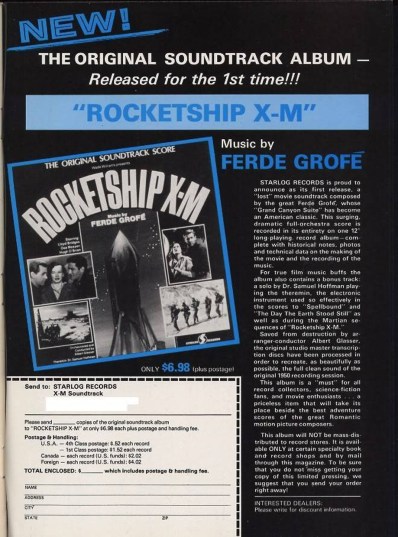 NEW!
THE ORIGINAL SOUNDTRACK ALBUM —
Released for the 1st time!!!
"ROCKETSHIP X-M"
THE ORIGINAL SOUNDTRACK SCORE
ROCKETSHIP X-M
Music by
FERDE GROFÉ
ONLY $6.98 (plus postage)
Music by
FERDE GROFÉ
STARLOG RECORDS is proud to
announce as its first release, a
"lost" movie soundtrack composed
by the great Ferde Grofé, whose
"Grand Canyon Suite" has become
an American classic. This surging,
dramatic full-orchestra score is
recorded in its entirety on one 12"
long-playing record album - com-
plete with historical notes, photos
and technical data on the making of
the movie and the recording of the
music.
For true film music buffs the
album also contains a bonus track:
a solo by Dr. Samuel Hoffman play-
ing the theremin, the electronic
instrument used so effectively in
the scores to "Spellbound" and
"The Day The Earth Stood Still" as
well as during the Martian se-
quences of "Rocketship X-M."
Saved from destruction by ar-
ranger-conductor Albert Glasser,
the original studio master transcrip-
tion discs have been processed in
order to recreate, as beautifully as
possible, the full clean sound of the
original 1950 recording session.
This album is a "must" for all
record collectors, science-fiction
fans, and movie enthusiasts . . . a
priceless item that will take its
place beside the best adventure
scores of the great Romantic
motion picture composers.
This album will NOT be mass-dis-
tributed to record stores. It is avail-
able ONLY at certain specialty book
and record shops and by mail
through this magazine. To be sure
that you do not miss getting your
copy of this limited pressing, we
suggest that you send your order
right away!
INTERESTED DEALERS:
Please write for discount information.
Send to: STARLOG RECORDS
X-M Soundtrack
Please send copies of the original soundtrack album
to "ROCKETSHIP X-M" at only $6.98 each plus postage and handling fee.
Postage & Handling:
U.S.A. — 4th Class postage: $.52 each record
— 1st Class postage: $1.52 each record
Canada — each record (U.S. funds): $2.02
Foreign — each record (U.S. funds): $4.02
TOTAL ENCLOSED: $ which includes postage & handling fee.
NAME
ADDRESS
CITY
STATE ZIP